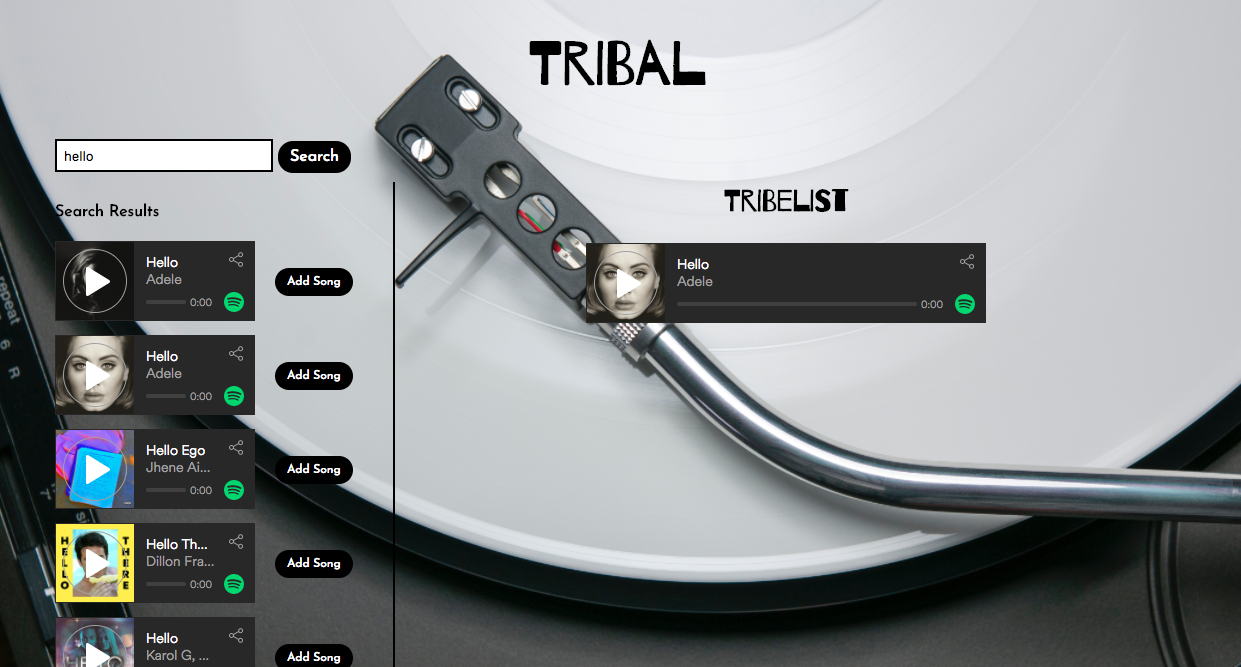 TRIBAL
hello
Search
Search Results
Hello
Adele
0:00
Add Song
Hello
Adele
0:00
Add Song
Hello Ego
Jhene Ai...
0:00
Add Song
HELLO
THERE
Hello Th...
Dillon Fra...
0:00
Add Song
Hello
Karol G, ...
Add Song
TRIBELIST
Hello
Adele
0:00
repeat
6
R